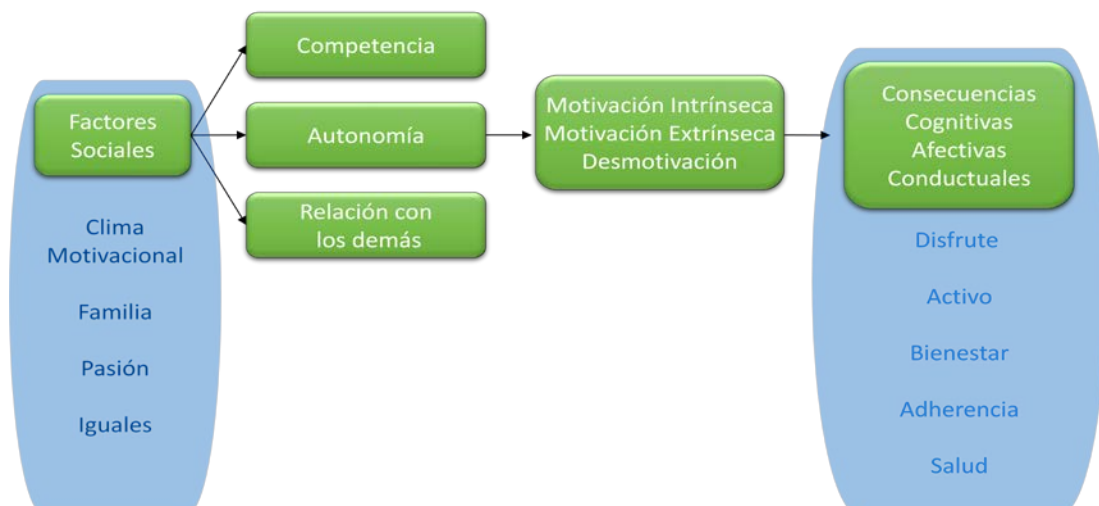 Factores
Sociales
Clima
Motivacional
Familia
Pasión
Iguales
Competencia
Autonomía
Relación con
los demás
Motivación Intrínseca
Motivación Extrínseca
Desmotivación
Consecuencias
Cognitivas
Afectivas
Conductuales
Disfrute
Activo
Bienestar
Adherencia
Salud